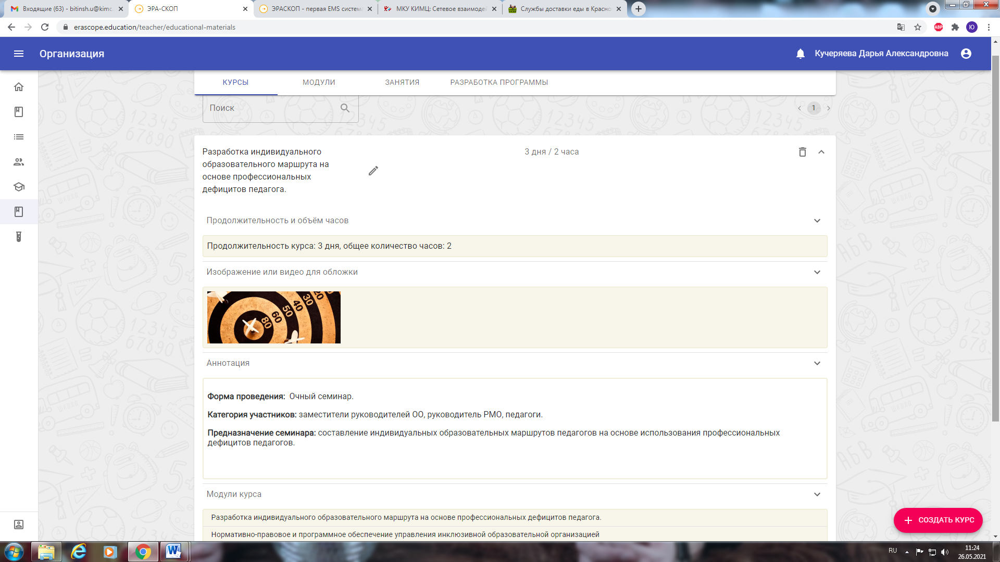 Входящие (63) - bitinsh.u@kimc.
ЭРА-СКОП
ЭРАСКОП - первая EMS система
МКУ КИМЦ: Сетевое взаимодей
Службы доставки еды в Красно
erascope.education/teacher/educational-materials
ABP
Ю
Организация
Кучеряева Дарья Александровна
КУРСЫ
МОДУЛИ
ЗАНЯТИЯ
РАЗРАБОТКА ПРОГРАММЫ
Поиск
1
Разработка индивидуального
образовательного маршрута на
основе профессиональных
дефицитов педагога.
3 дня / 2 часа
Продолжительность и объём часов
Продолжительность курса: 3 дня, общее количество часов: 2
Изображение или видео для обложки
80 60 50 40 30 20
Аннотация
Форма проведения: Очный семинар.
Категория участников: заместители руководителей ОО, руководитель РМО, педагоги.
Предназначение семинара: составление индивидуальных образовательных маршрутов педагогов на основе использования профессиональных
дефицитов педагогов.
Модули курса
Разработка индивидуального образовательного маршрута на основе профессиональных дефицитов педагога.
Нормативно-правовое и программное обеспечение управления инклюзивной образовательной организацией
СОЗДАТЬ КУРС
RU
11:24
26.05.2021